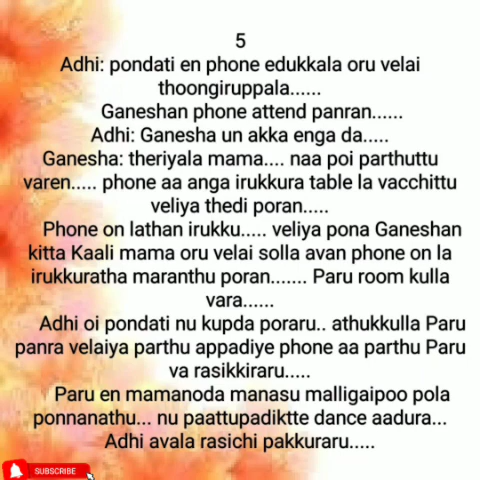 5
Adhi: pondati en phone edukkala oru velai
thoongiruppala......
Ganeshan phone attend panran......
Adhi: Ganesha un akka enga da.....
Ganesha: theriyala mama.... naa poi parthuttu
varen..... phone aa anga irukkura table la vacchittu
veliya thedi poran.....
Phone on lathan irukku..... veliya pona Ganeshan
kitta Kaali mama oru velai solla avan phone on la
irukkuratha maranthu poran....... Paru room kulla
vara......
Adhi oi pondati nu kupda poraru.. athukkulla Paru
panra velaiya parthu appadiye phone aa parthu Paru
va rasikkiraru.....
Paru en mamanoda manasu malligaipoo pola
ponnanathu... nu paattupadiktte dance aadura...
Adhi avala rasichi pakkuraru.....
SUBSCRIBE